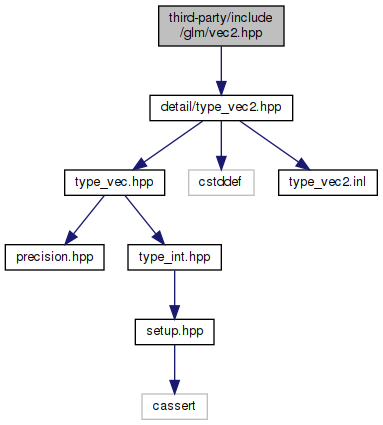 third-party/include
/glm/vec2.hpp
detail/type_vec2.hpp
type_vec.hpp
cstddef
type_vec2.inl
precision.hpp
type_int.hpp
setup.hpp
cassert